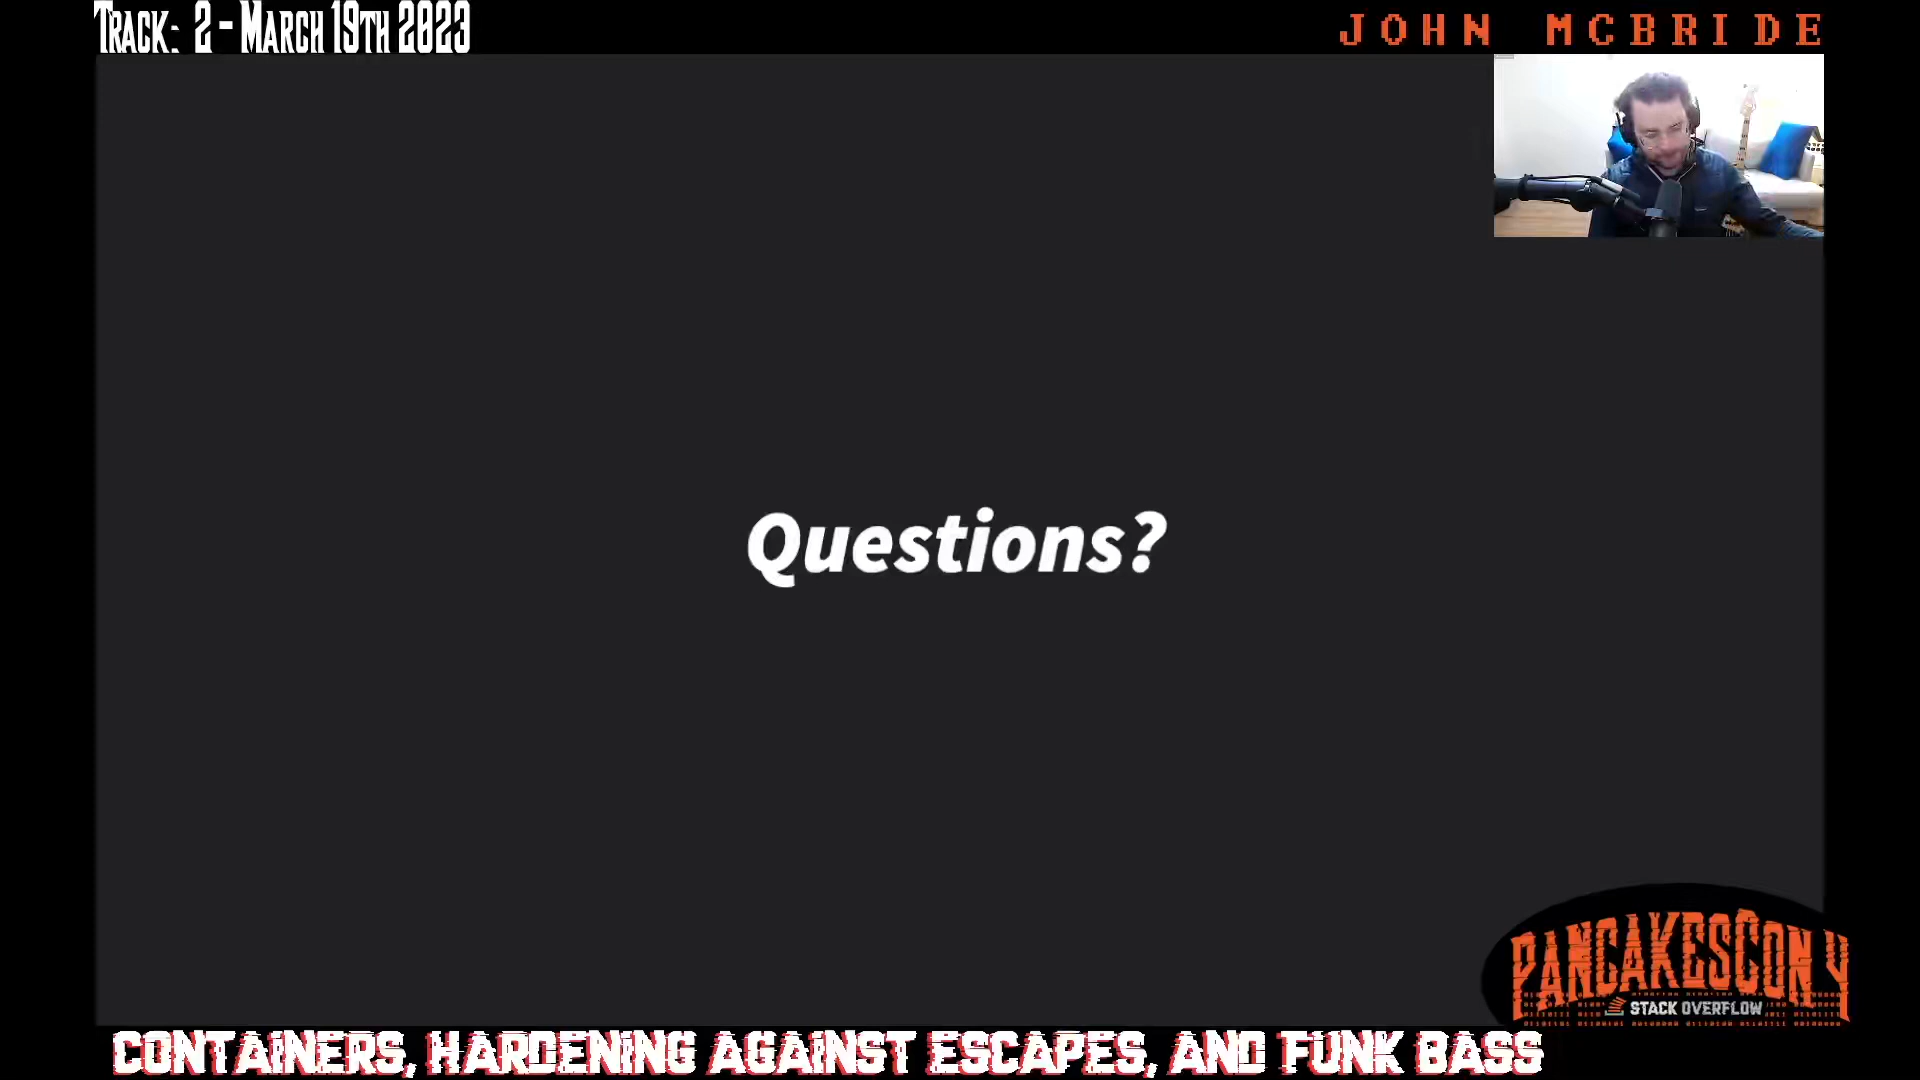 Track: 2 - March 19th 2023
JOHN MCBRIDE
Questions?
PANCAKESCON 4
STACK OVERFLOW
CONTAINERS, HARDENING AGAINST ESCAPES, AND FUNK BASS